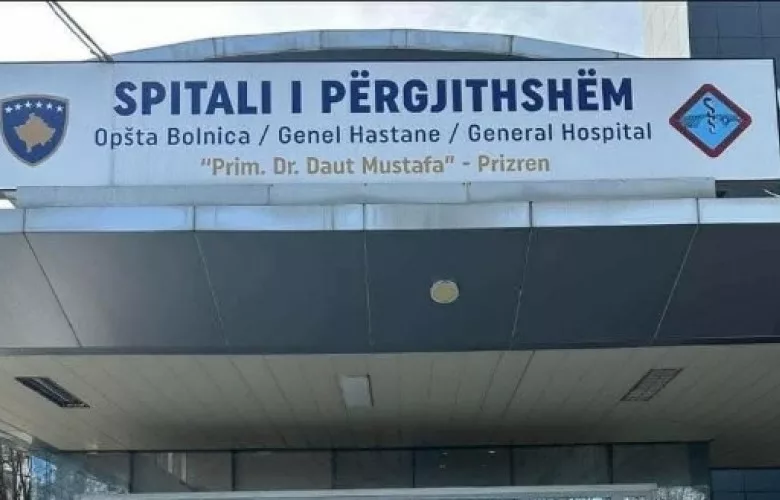 SPITALI I PËRGJITHSHËM
Opšta Bolnica / Genel Hastane / General Hospital
“Prim. Dr. Daut Mustafa” - Prizren